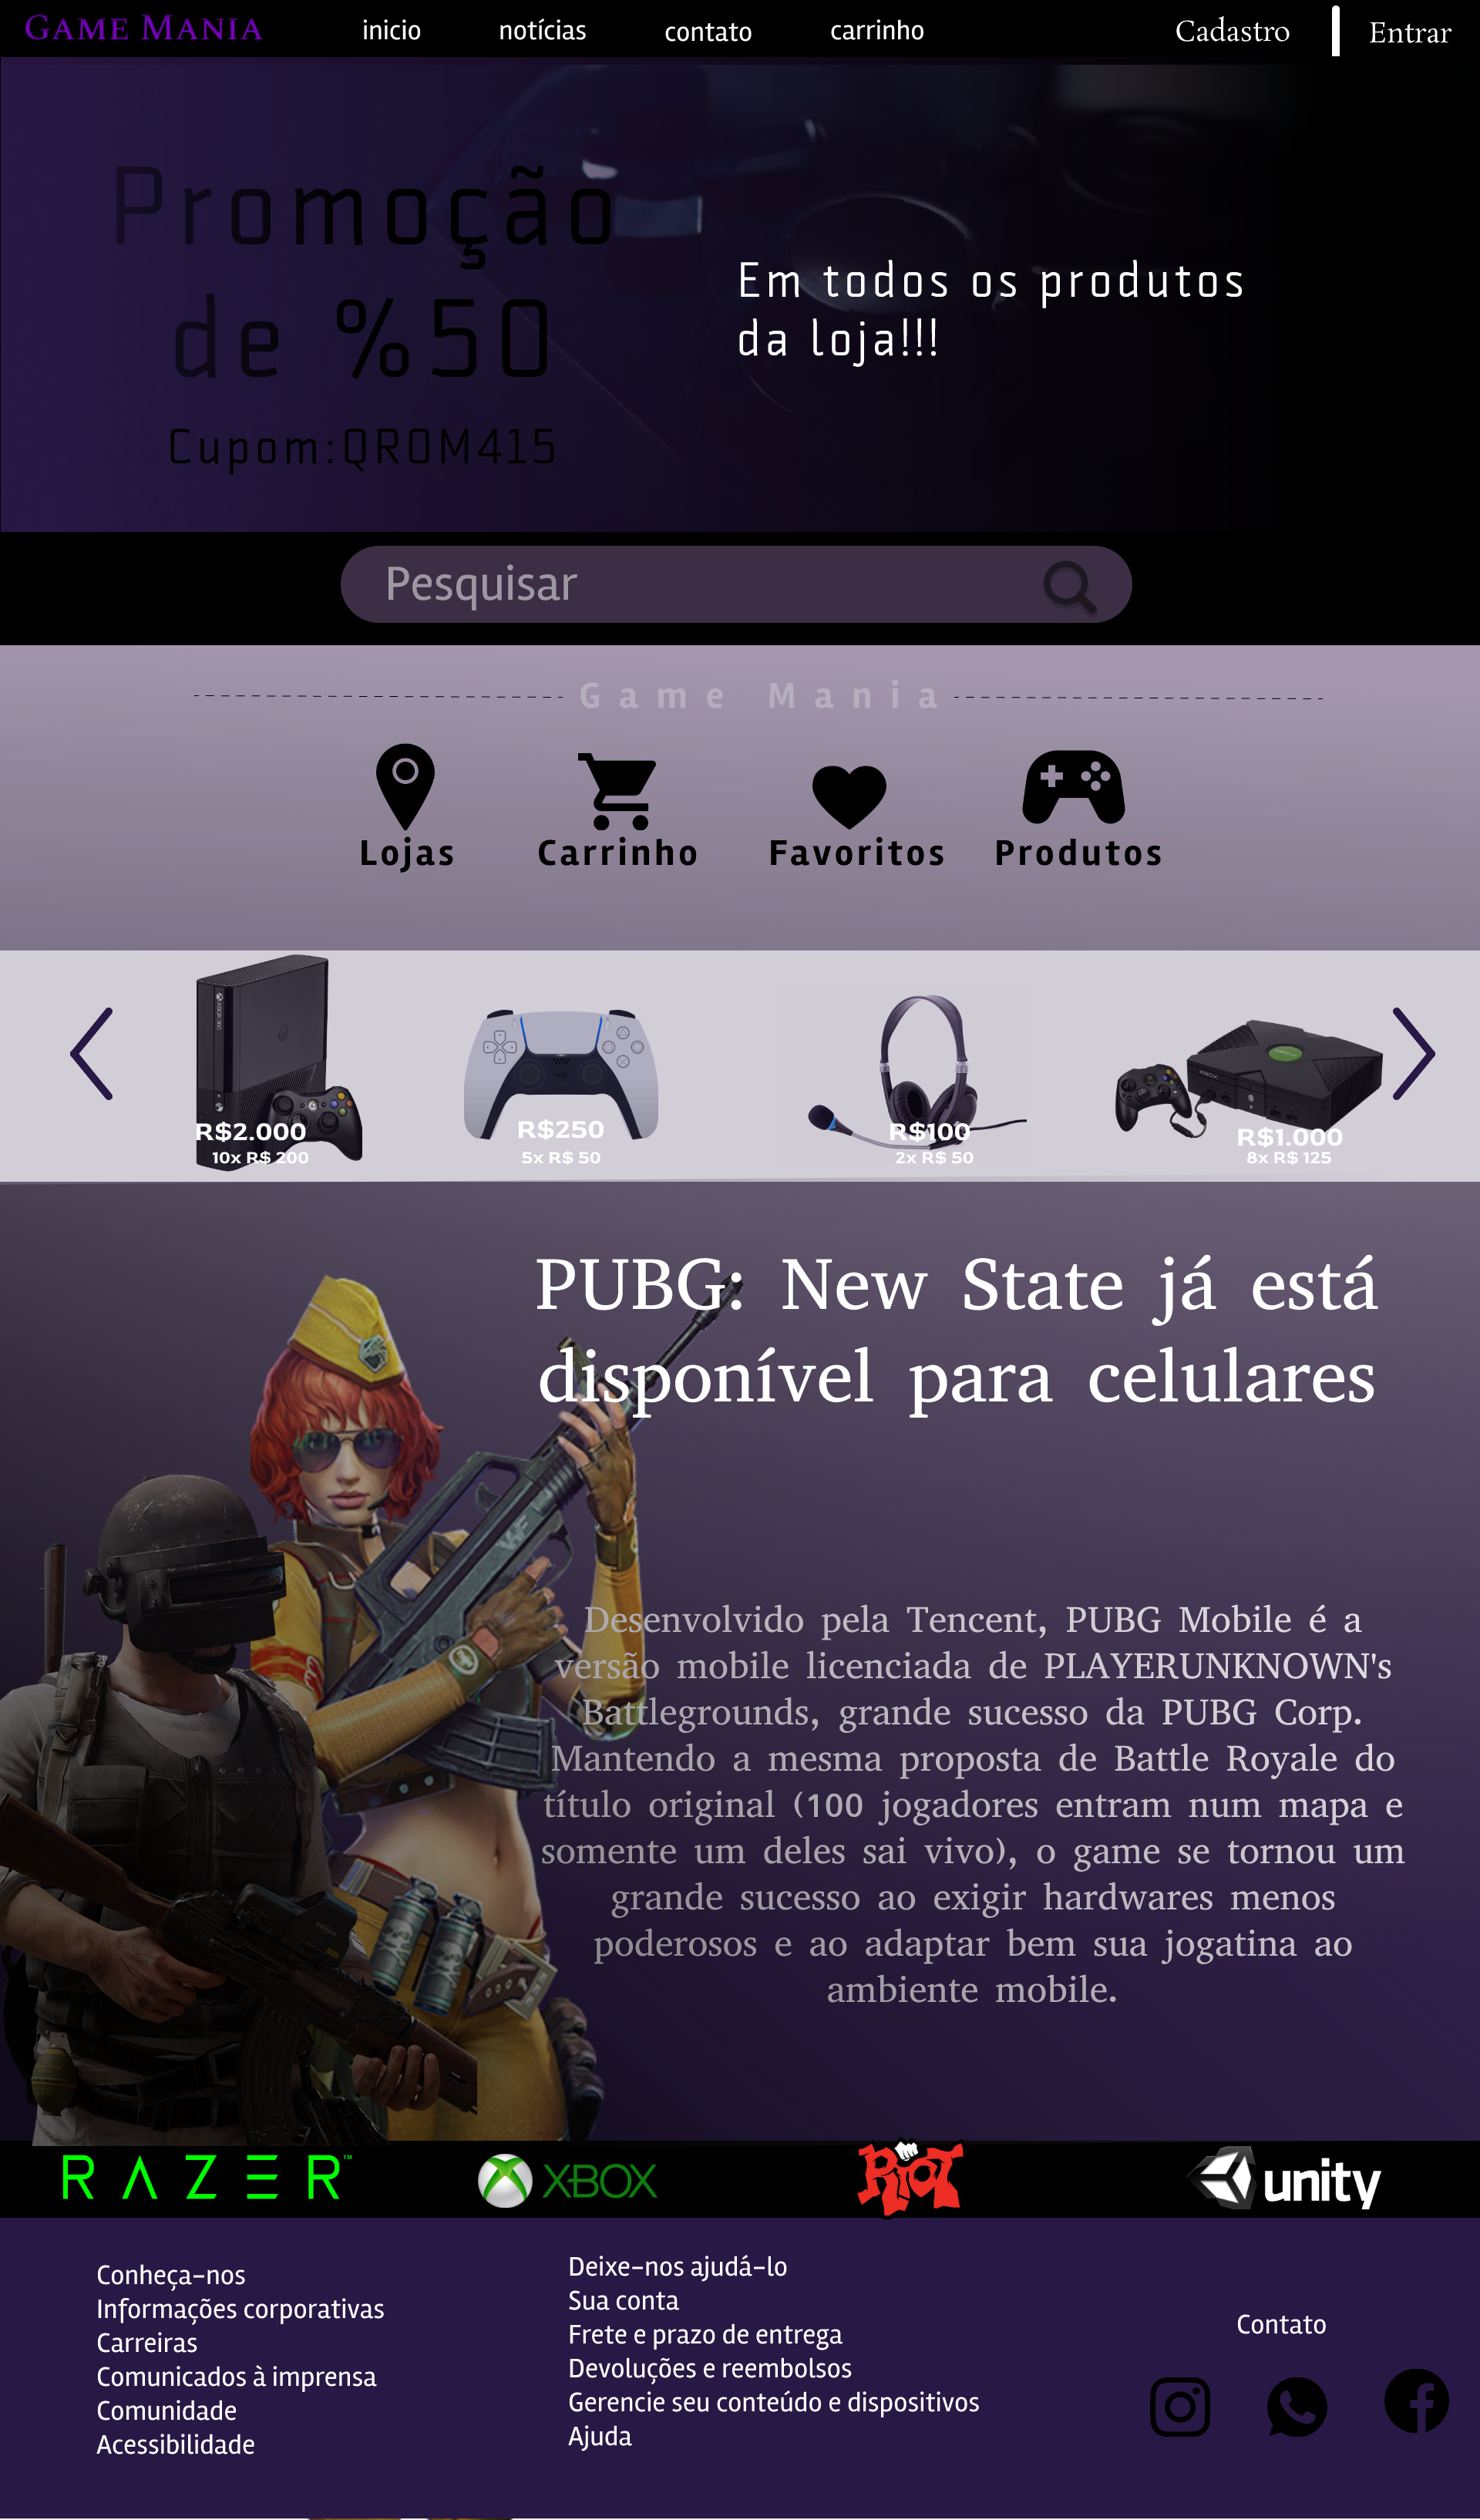 GAME MANIA
inicio
notícias
contato
carrinho
Cadastro
Entrar
Promoção
de %50
Cupom:QROM415
Em todos os produtos
da loja!!!
Pesquisar
Game Mania
Lojas
Carrinho
Favoritos
Produtos
R$2.000
10x R$ 200
R$250
5x R$ 50
R$100
2x R$ 50
R$1.000
8x R$ 125
PUBG: New State já está
disponível para celulares
Desenvolvido pela Tencent, PUBG Mobile é a
versão mobile licenciada de PLAYERUNKNOWN's
Battlegrounds, grande sucesso da PUBG Corp.
Mantendo a mesma proposta de Battle Royale do
título original (100 jogadores entram num mapa e
somente um deles sai vivo), o game se tornou um
grande sucesso ao exigir hardwares menos
poderosos e ao adaptar bem sua jogatina ao
ambiente mobile.
RAZER™
XBOX
RIOT
unity
Conheça-nos
Informações corporativas
Carreiras
Comunicados à imprensa
Comunidade
Acessibilidade
Deixe-nos ajudá-lo
Sua conta
Frete e prazo de entrega
Devoluções e reembolsos
Gerencie seu conteúdo e dispositivos
Ajuda
Contato